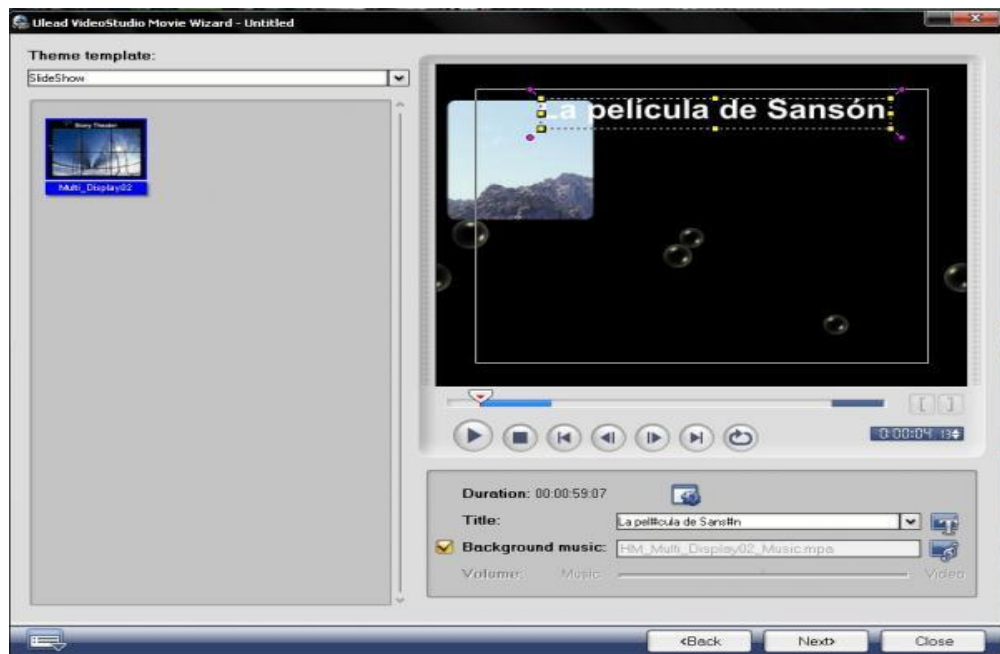 Ulead VideoStudio Movie Wizard - Untitled
Theme template:
SlideShow
Story Theater
Multi_Display02
La película de Sansón
0:00:04 13
Duration: 00:00:59:07
Title: La pel#cula de Sans#n
Background music: HM_Multi_Display02_Music.mpa
Volume: Music Video
<Back Next> Close